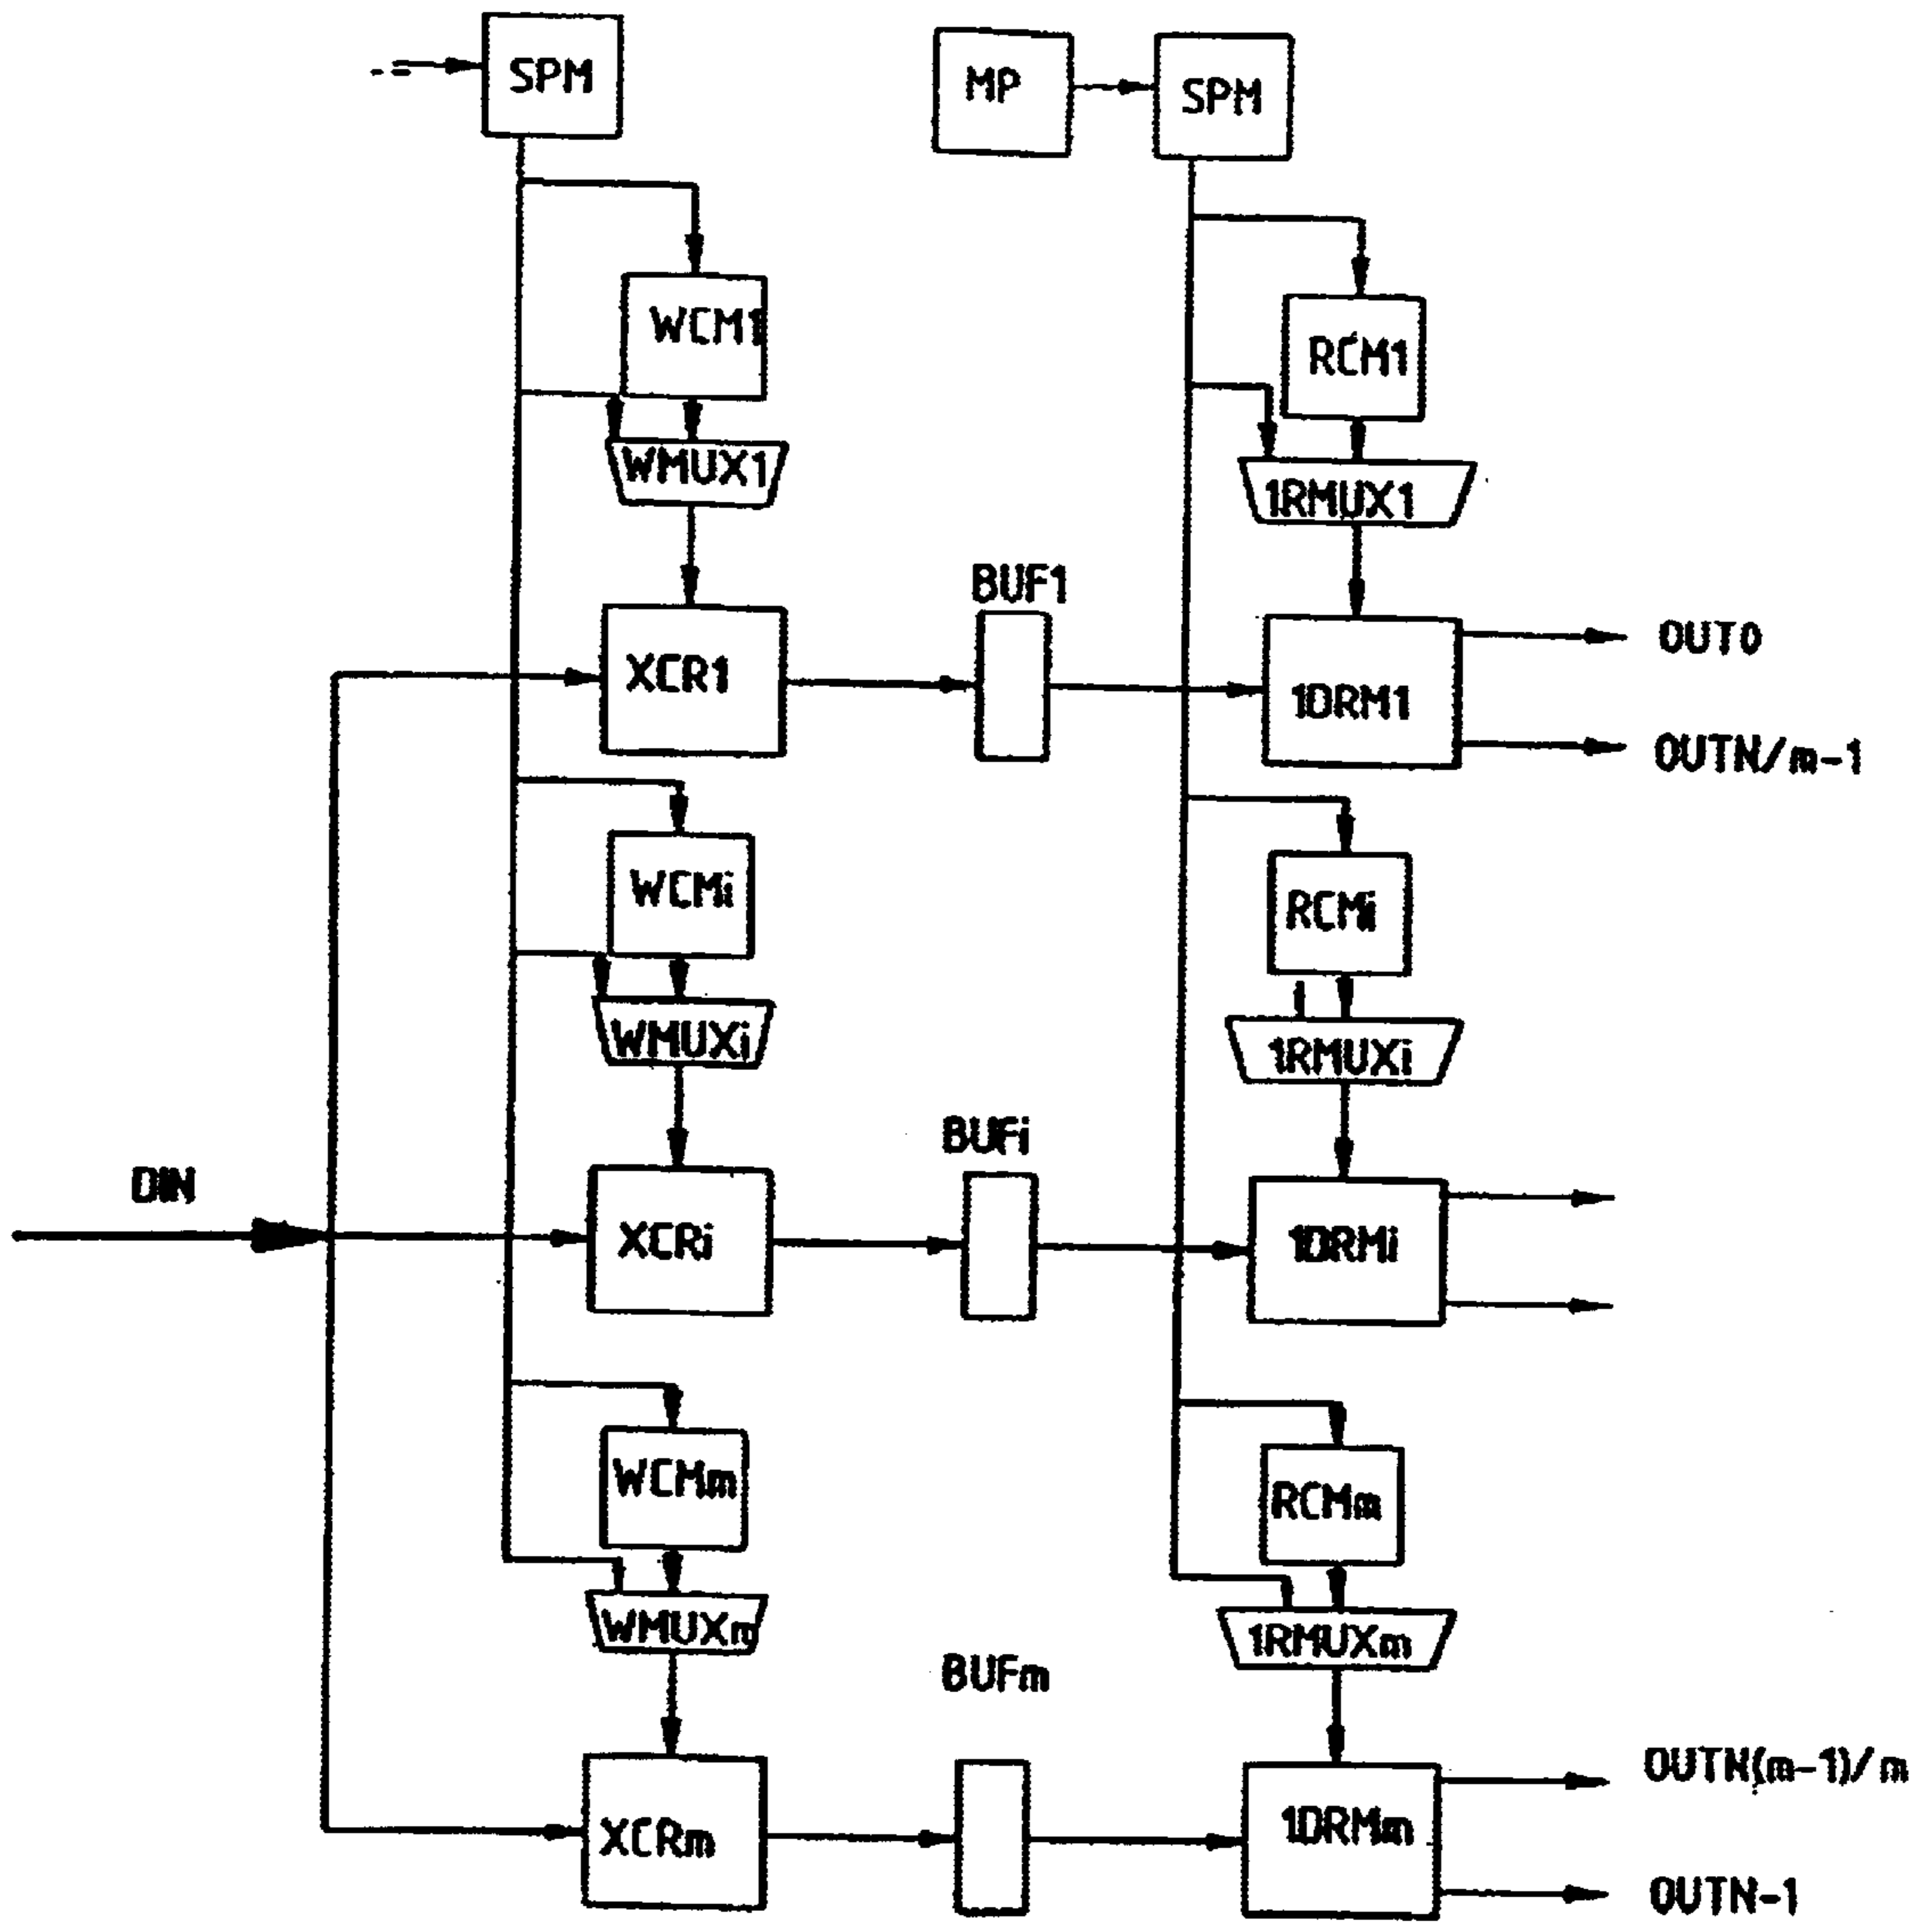 SPM
MP
SPM
WCM1
RCM1
WMUX1
1RMUX1
BUF1
XCR1
1DRM1
OUT0
OUTN/m-1
WCMi
RCMi
WMUXi
1RMUXi
BUFi
DIN
XCRi
1DRMi
WCMm
RCMm
WMUXm
1RMUXm
BUFm
XCRm
1DRMm
OUTN(m-1)/m
OUTN-1